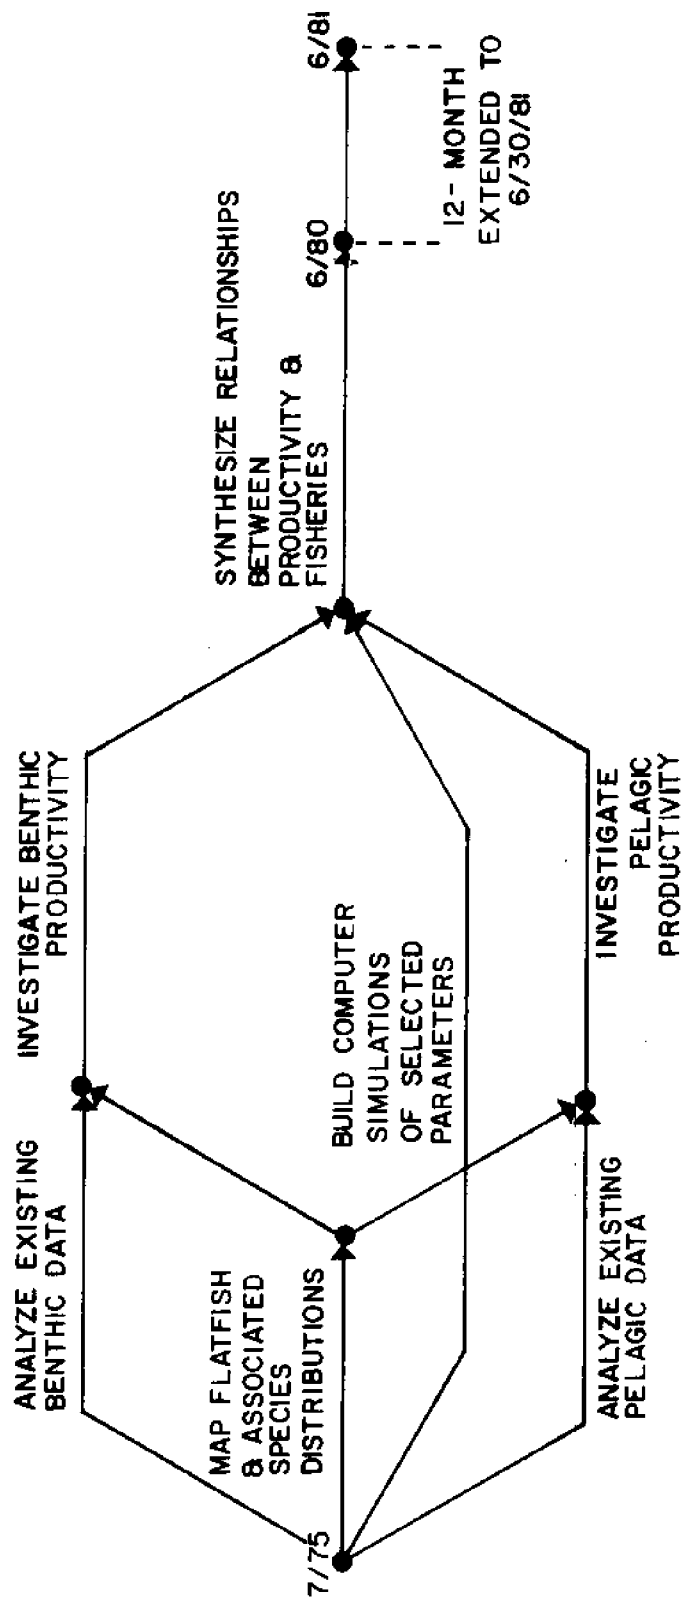 7/75
ANALYZE EXISTING
BENTHIC DATA
MAP FLATFISH
& ASSOCIATED
SPECIES
DISTRIBUTIONS
ANALYZE EXISTING
PELAGIC DATA
INVESTIGATE BENTHIC
PRODUCTIVITY
BUILD COMPUTER
SIMULATIONS
OF SELECTED
PARAMETERS
INVESTIGATE
PELAGIC
PRODUCTIVITY
SYNTHESIZE RELATIONSHIPS
BETWEEN
PRODUCTIVITY &
FISHERIES
6/80
6/81
12- MONTH
EXTENDED TO
6/30/81